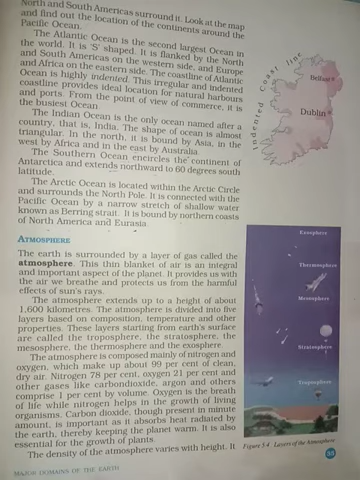 North and South Americas surround it. Look at the map
and find out the location of the continents around the
Pacific Ocean.
The Atlantic Ocean is the second largest Ocean in
the world. It is 'S' shaped. It is flanked by the North
and South Americas on the western side, and Europe
and Africa on the eastern side. The coastline of Atlantic
Ocean is highly indented. This irregular and indented
coastline provides ideal location for natural harbours
and ports. From the point of view of commerce, it is
the busiest Ocean.
The Indian Ocean is the only ocean named after a
country, that is, India. The shape of ocean is almost
triangular. In the north, it is bound by Asia, in the
west by Africa and in the east by Australia.
The Southern Ocean encircles the continent of
Antarctica and extends northward to 60 degrees south
latitude.
The Arctic Ocean is located within the Arctic Circle
and surrounds the North Pole. It is connected with the
Pacific Ocean by a narrow stretch of shallow water
known as Berring strait. It is bound by northern coasts
of North America and Eurasia.
ATMOSPHERE
The earth is surrounded by a layer of gas called the
atmosphere. This thin blanket of air is an integral
and important aspect of the planet. It provides us with
the air we breathe and protects us from the harmful
effects of sun's rays.
The atmosphere extends up to a height of about
1,600 kilometres. The atmosphere is divided into five
layers based on composition, temperature and other
properties. These layers starting from earth's surface
are called the troposphere, the stratosphere, the
mesosphere, the thermosphere and the exosphere.
The atmosphere is composed mainly of nitrogen and
oxygen, which make up about 99 per cent of clean,
dry air. Nitrogen 78 per cent, oxygen 21 per cent and
other gases like carbondioxide, argon and others
comprise 1 per cent by volume. Oxygen is the breath
of life while nitrogen helps in the growth of living
organisms. Carbon dioxide, though present in minute
amount, is important as it absorbs heat radiated by
the earth, thereby keeping the planet warm. It is also
essential for the growth of plants.
The density of the atmosphere varies with height. It
MAJOR DOMAINS OF THE EARTH
Indented Coast line
Belfast
Dublin
Exosphere
Thermosphere
Mesosphere
Stratosphere
Troposphere
Figure 5.4 Layers of the Atmosphere
35